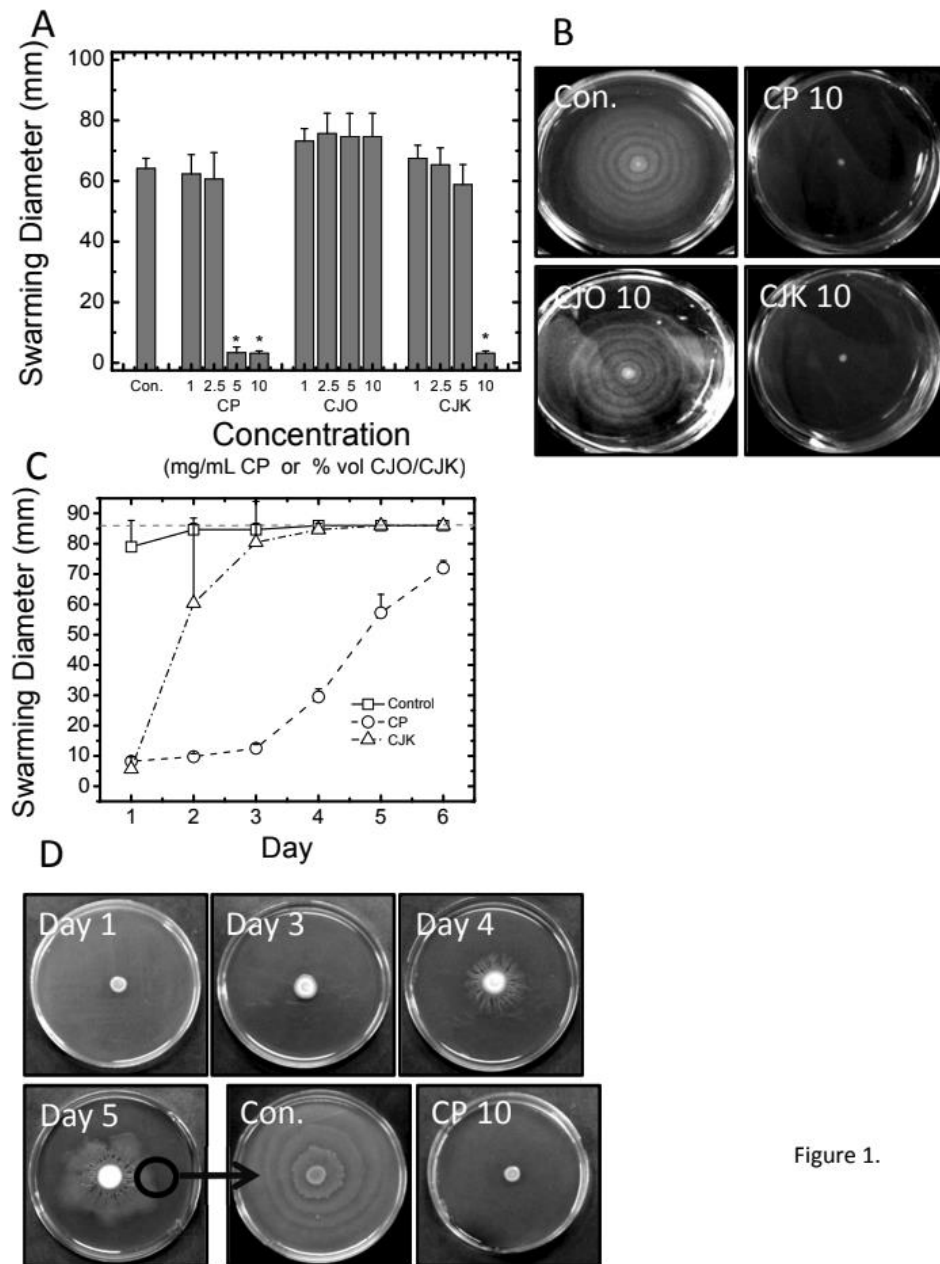 A
Swarming Diameter (mm)
100
80
60
40
20
0
Con.
1 2.5 5 10
1 2.5 5 10
1 2.5 5 10
* *
*
CP
CJO
CJK
Concentration
(mg/mL CP or % vol CJO/CJK)
B
Con.
CP 10
CJO 10
CJK 10
C
Swarming Diameter (mm)
90
80
70
60
50
40
30
20
10
0
Control
CP
CJK
1 2 3 4 5 6
Day
D
Day 1
Day 3
Day 4
Day 5
Con.
CP 10
Figure 1.